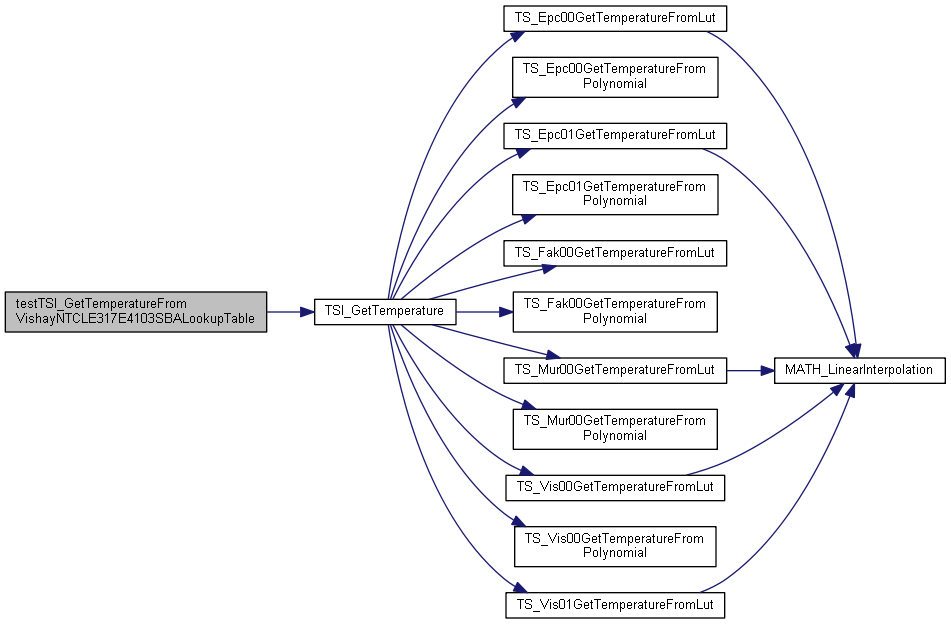 TS_Epc00GetTemperatureFromLut
TS_Epc00GetTemperatureFrom
Polynomial
TS_Epc01GetTemperatureFromLut
TS_Epc01GetTemperatureFrom
Polynomial
TS_Fak00GetTemperatureFromLut
testTSI_GetTemperatureFrom
VishayNTCLE317E4103SBALookupTable
TSI_GetTemperature
TS_Fak00GetTemperatureFrom
Polynomial
TS_Mur00GetTemperatureFromLut
MATH_LinearInterpolation
TS_Mur00GetTemperatureFrom
Polynomial
TS_Vis00GetTemperatureFromLut
TS_Vis00GetTemperatureFrom
Polynomial
TS_Vis01GetTemperatureFromLut